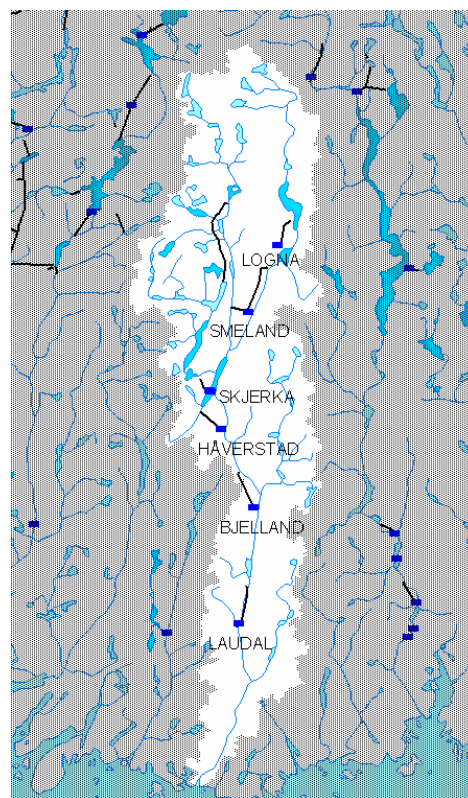 LOGNA
SMELAND
SKJERKA
HÅVERSTAD
BJELLAND
LAUDAL